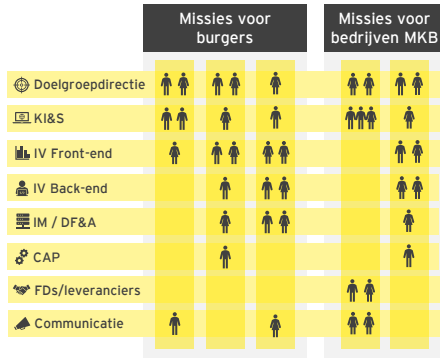 Missies voor
burgers
Missies voor
bedrijven MKB
Doelgroepdirectie
KI&S
IV Front-end
IV Back-end
IM / DF&A
CAP
FDs/leveranciers
Communicatie